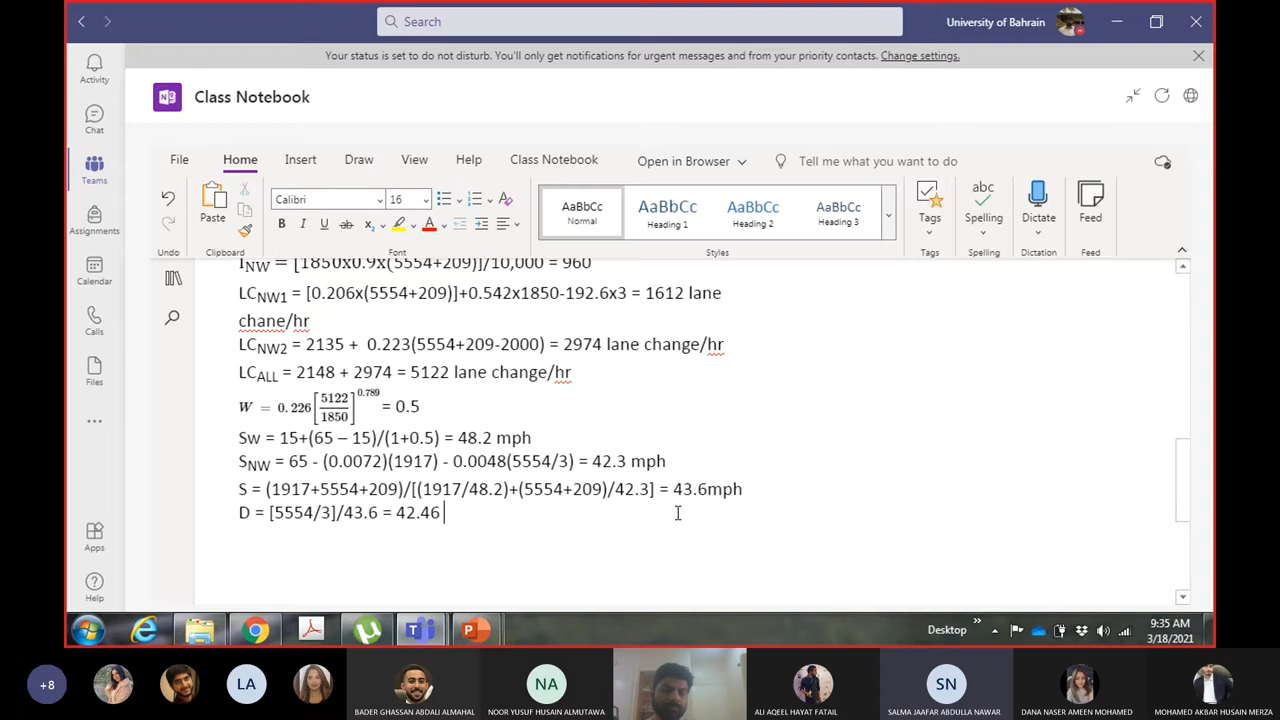 Search
University of Bahrain
Your status is set to do not disturb. You'll only get notifications for urgent messages and from your priority contacts. Change settings.
Activity
Chat
Teams
Assignments
Calendar
Calls
Files
Apps
Help
Class Notebook
File Home Insert Draw View Help Class Notebook Open in Browser Tell me what you want to do
Undo
Paste
Clipboard
Calibri 16
B I U ab x₂ A
Font
AaBbCc Normal
AaBbCc Heading 1
AaBbCc Heading 2
AaBbCc Heading 3
Styles
Tags
Tags
abc
Spelling
Spelling
Dictate
Dictation
Feed
Feed
I_NW = [1850x0.9x(5554+209)]/10,000 = 960
LC_NW1 = [0.206x(5554+209)]+0.542x1850-192.6x3 = 1612 lane
chane/hr
LC_NW2 = 2135 + 0.223(5554+209-2000) = 2974 lane change/hr
LC_ALL = 2148 + 2974 = 5122 lane change/hr
W = 0.226[5122/1850]^0.789 = 0.5
Sw = 15+(65 – 15)/(1+0.5) = 48.2 mph
S_NW = 65 - (0.0072)(1917) - 0.0048(5554/3) = 42.3 mph
S = (1917+5554+209)/[(1917/48.2)+(5554+209)/42.3] = 43.6mph
D = [5554/3]/43.6 = 42.46
Desktop
9:35 AM
3/18/2021
+8
LA
BADER GHASSAN ABDALI ALMAHAL
NA
NOOR YUSUF HUSAIN ALMUTAWA
ALI AQEEL HAYAT FATAIL
SN
SALMA JAAFAR ABDULLA NAWAR
DANA NASER AMEEN MOHAMED
MOHAMED AKBAR HUSAIN MERZA